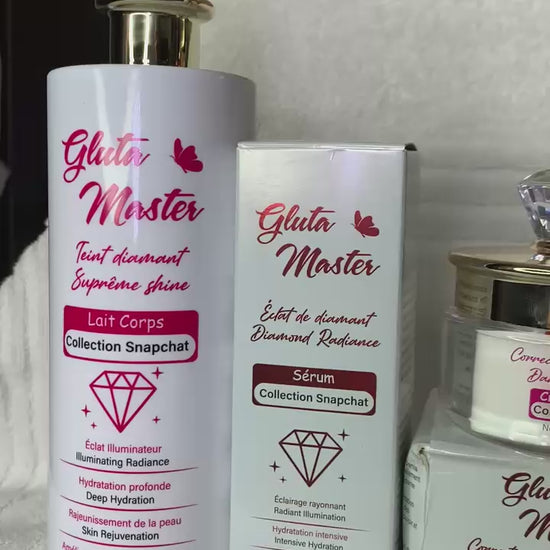 Gluta
Master
Teint diamant
Suprême shine
Lait Corps
Collection Snapchat
Éclat Illuminateur
Illuminating Radiance
Hydratation profonde
Deep Hydration
Rajeunissement de la peau
Skin Rejuvenation
Gluta
Master
Éclat de diamant
Diamond Radiance
Sérum
Collection Snapchat
Éclairage rayonnant
Radiant Illumination
Hydratation intensive
Intensive Hydration